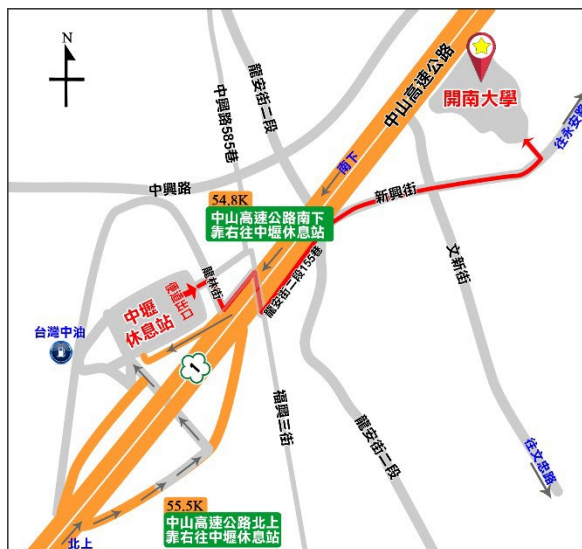 N
中興路585巷
龍安街二段
中山高速公路
開南大學
往永安路
南下
中興路
新興街
54.8K
中山高速公路南下
靠右往中壢休息站
文新街
龍林街
龍安街二段155巷
便道出口
中壢
休息站
台灣中油
1
福興三街
龍安街二段
往文忠路
55.5K
中山高速公路北上
靠右往中壢休息站
北上